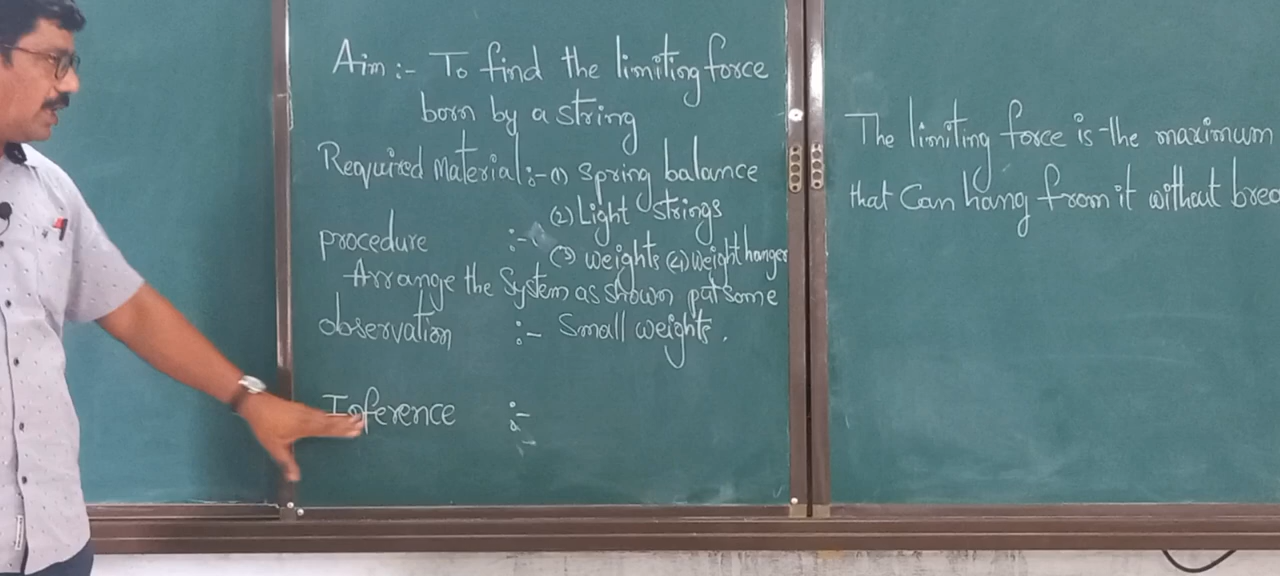 Aim :- To find the limiting force
born by a string
Required Material :- (1) Spring balance
(2) Light strings
procedure :-
(3) weights (4) weight hanger
Arrange the System as shown put some
observation :- Small weights.
Inference :-
The limiting force is the maximum
that Can hang from it without